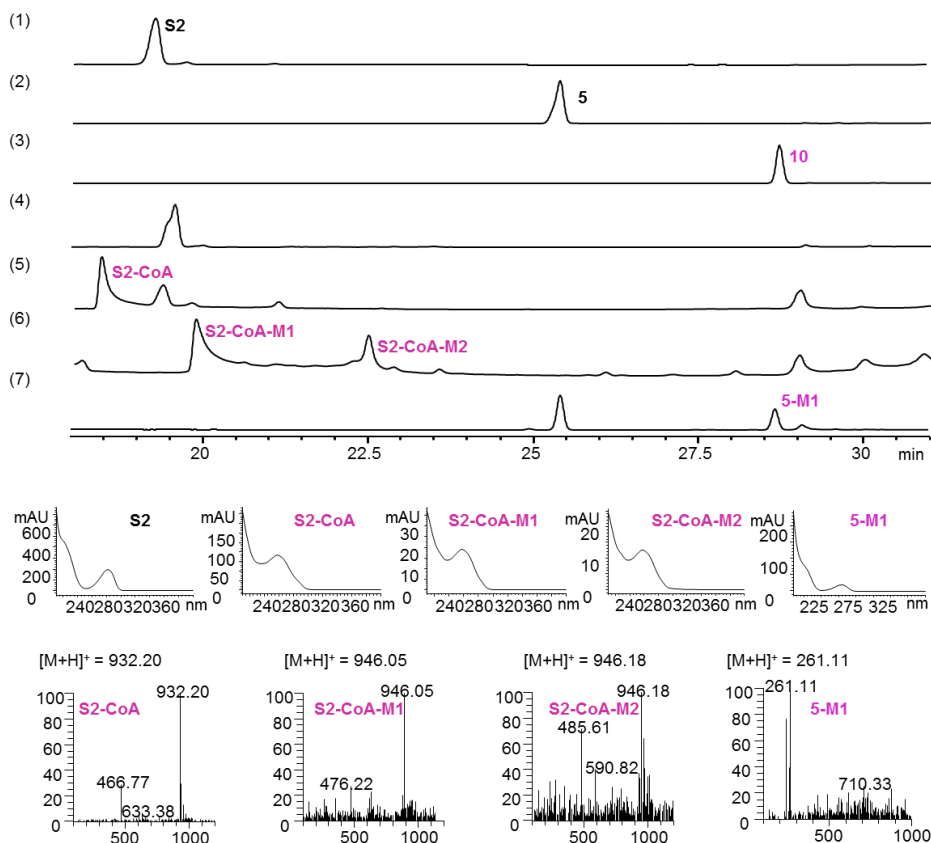 (1)
S2
(2)
5
(3)
10
(4)
(5)
S2-CoA
(6)
S2-CoA-M1
S2-CoA-M2
(7)
5-M1
20 22.5 25 27.5 30 min
mAU S2
600
400
200
0
240280320360 nm
mAU S2-CoA
150
100
50
0
240280320360 nm
mAU S2-CoA-M1
30
20
10
0
240280320360 nm
mAU S2-CoA-M2
20
10
0
240280320360 nm
mAU 5-M1
200
100
0
225 275 325 nm
[M+H]+ = 932.20
932.20
100
S2-CoA
80
60
40
466.77
20
633.38
0
500 1000
[M+H]+ = 946.05
946.05
100
S2-CoA-M1
80
60
40
476.22
20
0
500 1000
[M+H]+ = 946.18
946.18
100
S2-CoA-M2
80
485.61
60
590.82
40
20
0
500 1000
[M+H]+ = 261.11
261.11
100
5-M1
80
60
40
710.33
20
0
500 1000